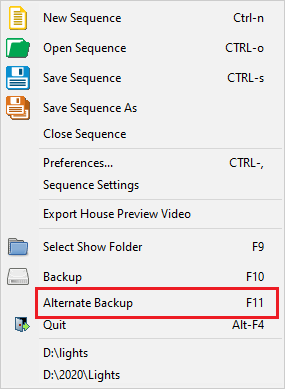 New Sequence Ctrl-n
Open Sequence CTRL-o
Save Sequence CTRL-s
Save Sequence As
Close Sequence
Preferences... CTRL-,
Sequence Settings
Export House Preview Video
Select Show Folder F9
Backup F10
Alternate Backup F11
Quit Alt-F4
D:\lights
D:\2020\Lights